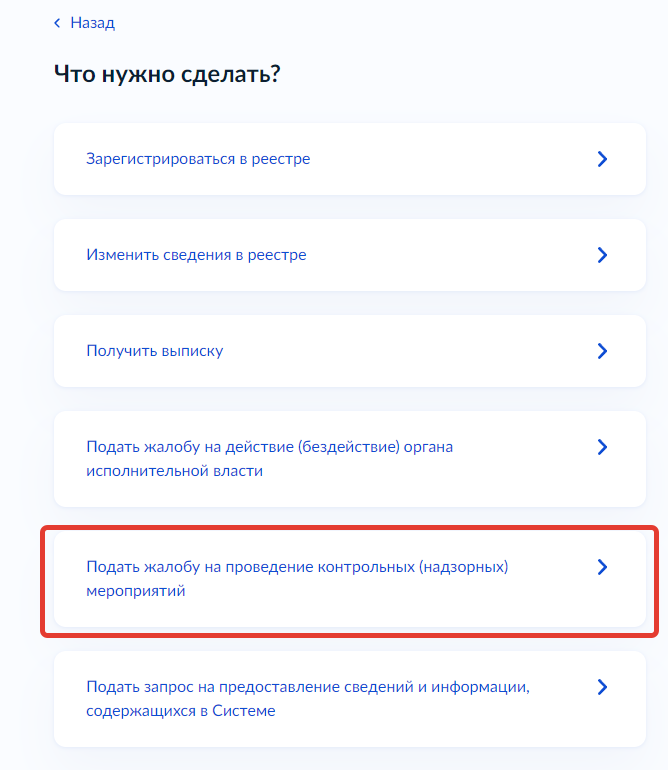 Назад
Что нужно сделать?
Зарегистрироваться в реестре
Изменить сведения в реестре
Получить выписку
Подать жалобу на действие (бездействие) органа
исполнительной власти
Подать жалобу на проведение контрольных (надзорных)
мероприятий
Подать запрос на предоставление сведений и информации,
содержащихся в Системе